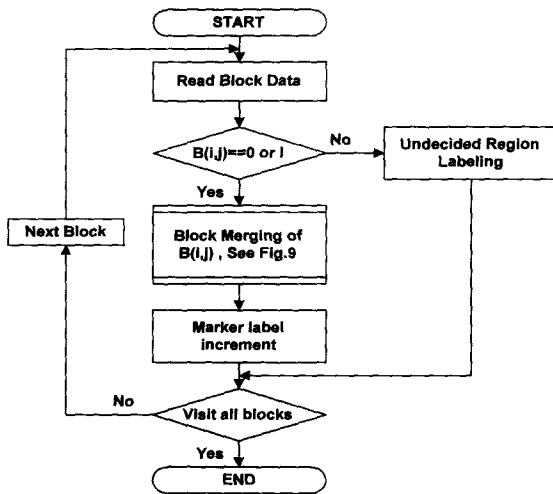 START
Read Block Data
B(i,j)==0 or I
No
Undecided Region
Labeling
Yes
Next Block
Block Merging of
B(i,j) , See Fig.9
Marker label
increment
No
Visit all blocks
Yes
END